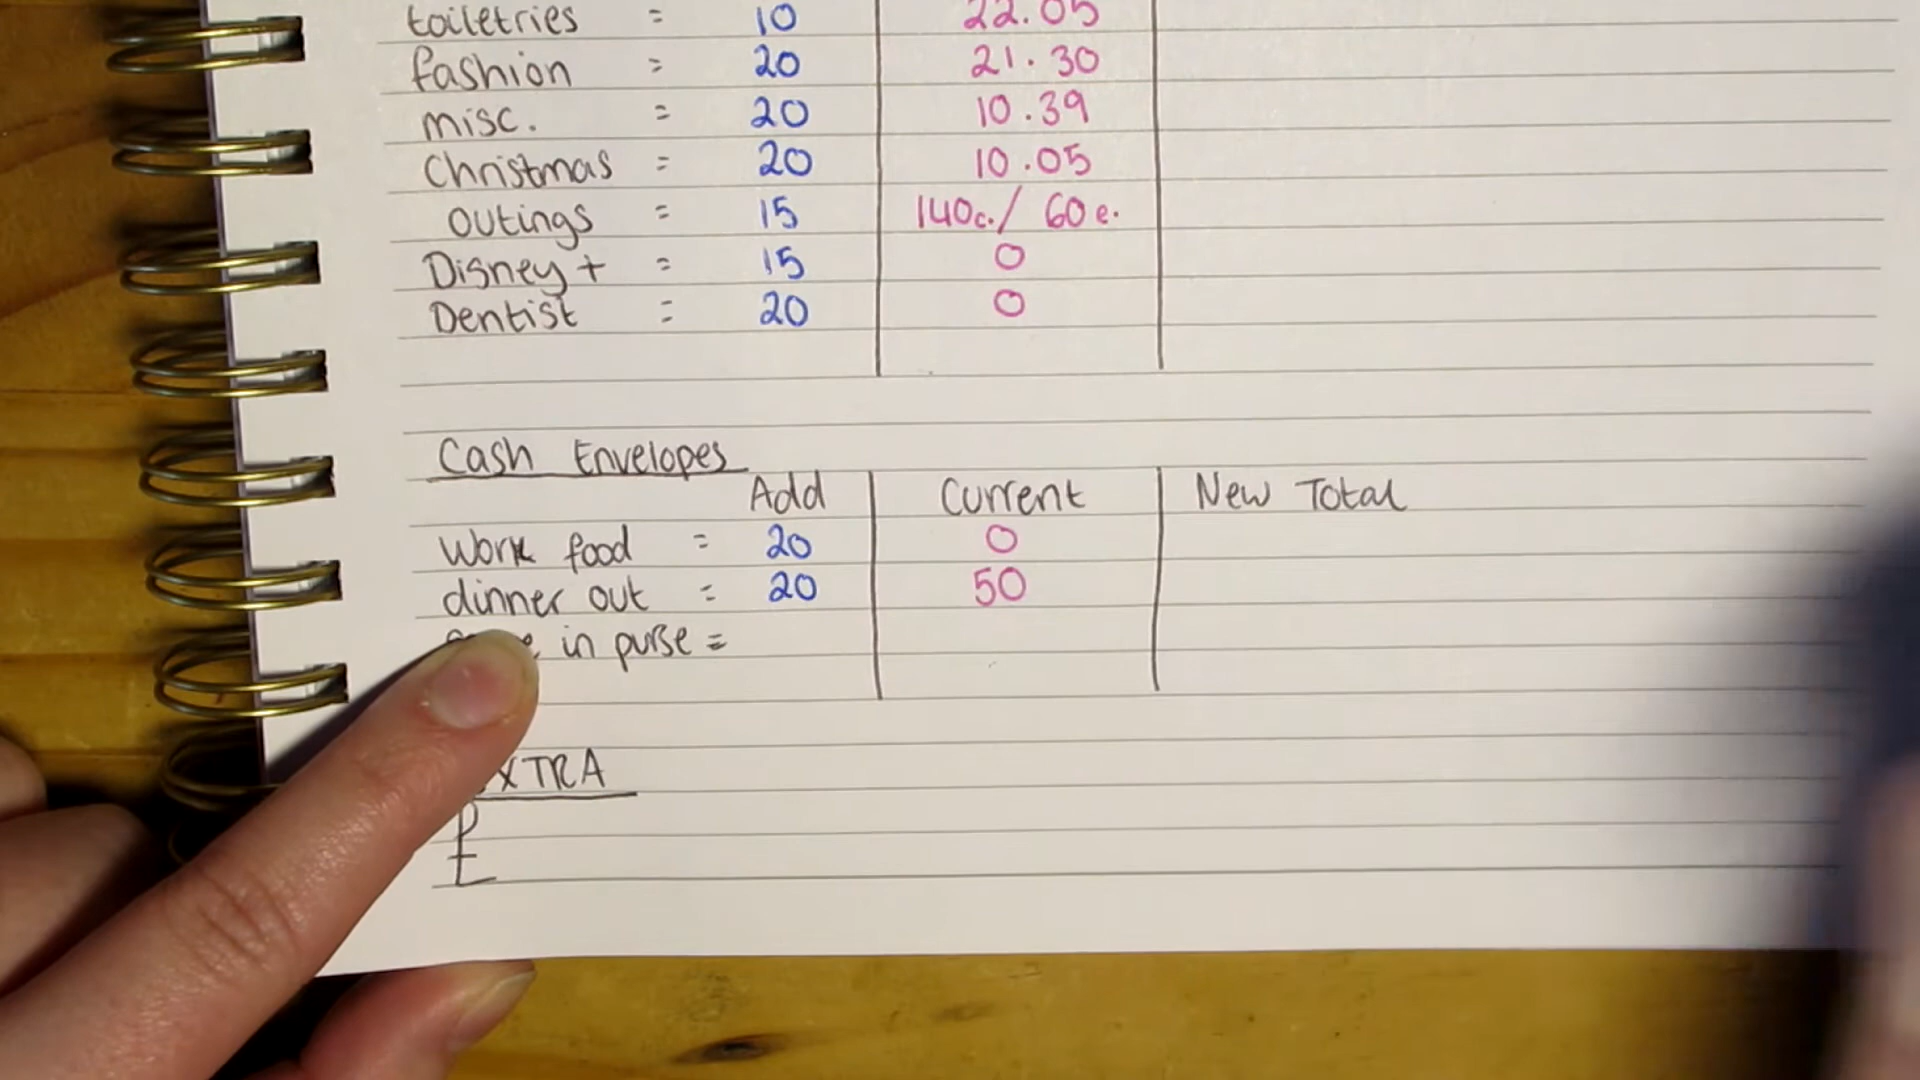 toiletries = 10 22.05
fashion = 20 21.30
misc. = 20 10.39
Christmas = 20 10.05
outings = 15 140c./ 60e.
Disney + = 15 0
Dentist = 20 0
Cash Envelopes
Add Current New Total
Work food = 20 0
dinner out = 20 50
in purse =
XTRA